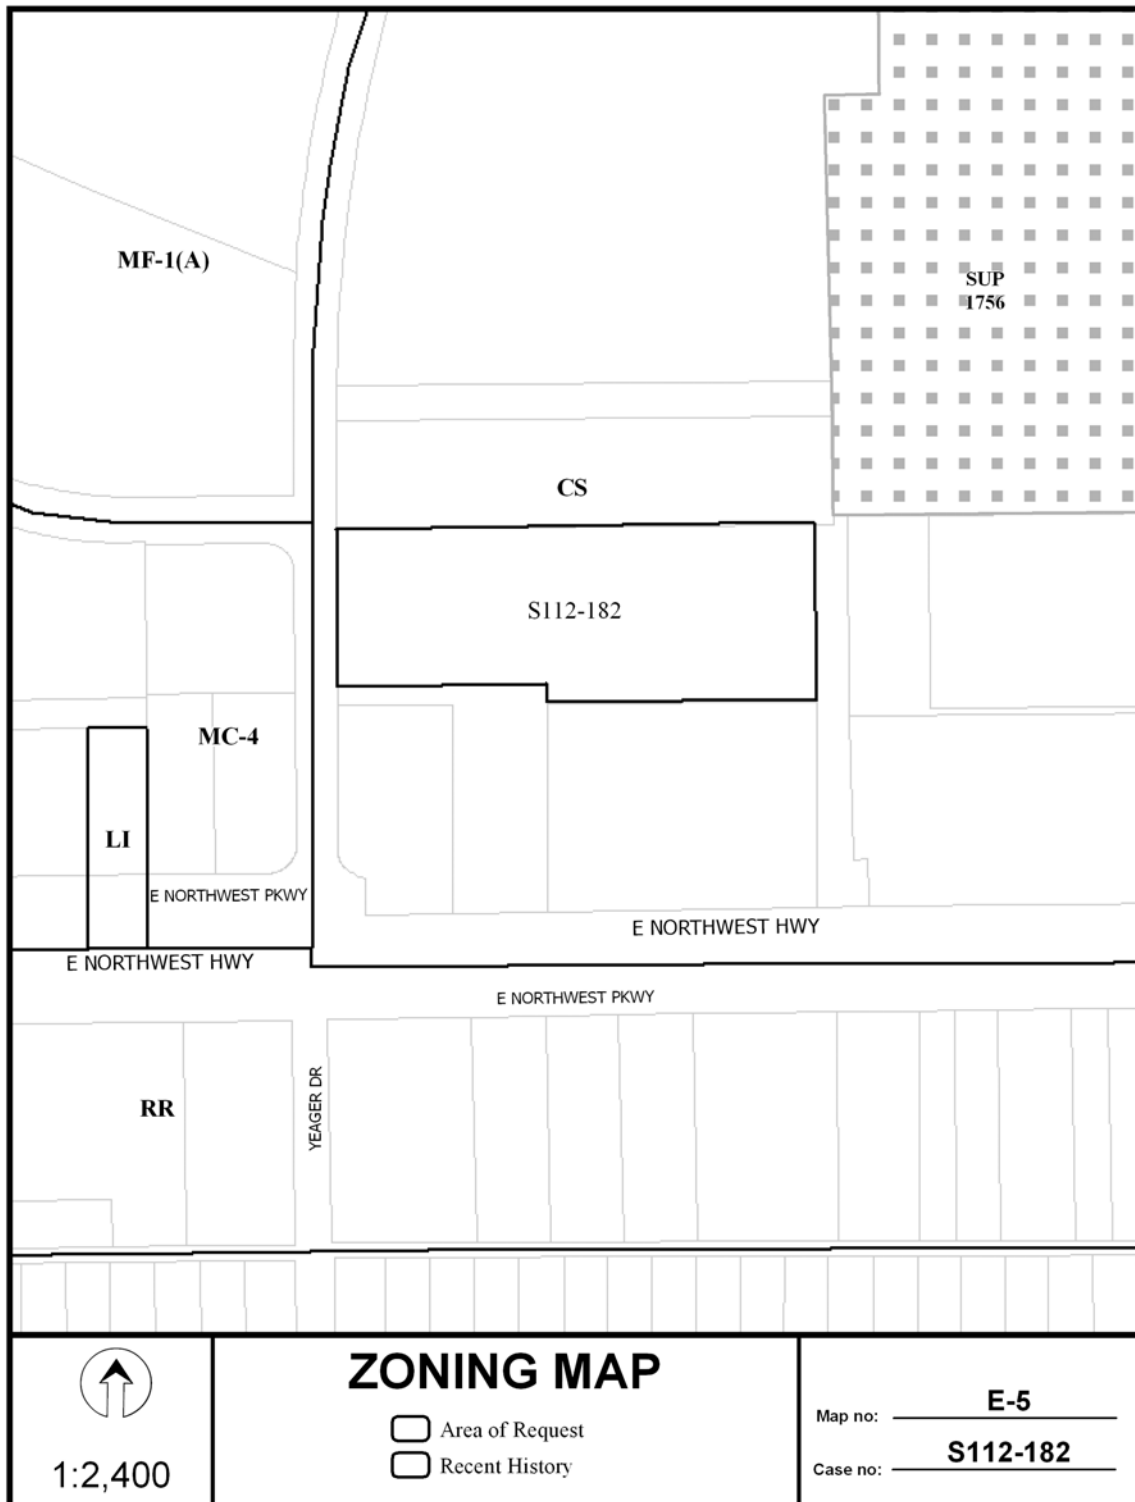 MF-1(A)
SUP
1756
CS
S112-182
MC-4
LI
E NORTHWEST PKWY
E NORTHWEST HWY
E NORTHWEST HWY
E NORTHWEST PKWY
YEAGER DR
RR
1:2,400
ZONING MAP
Area of Request
Recent History
Map no: E-5
Case no: S112-182